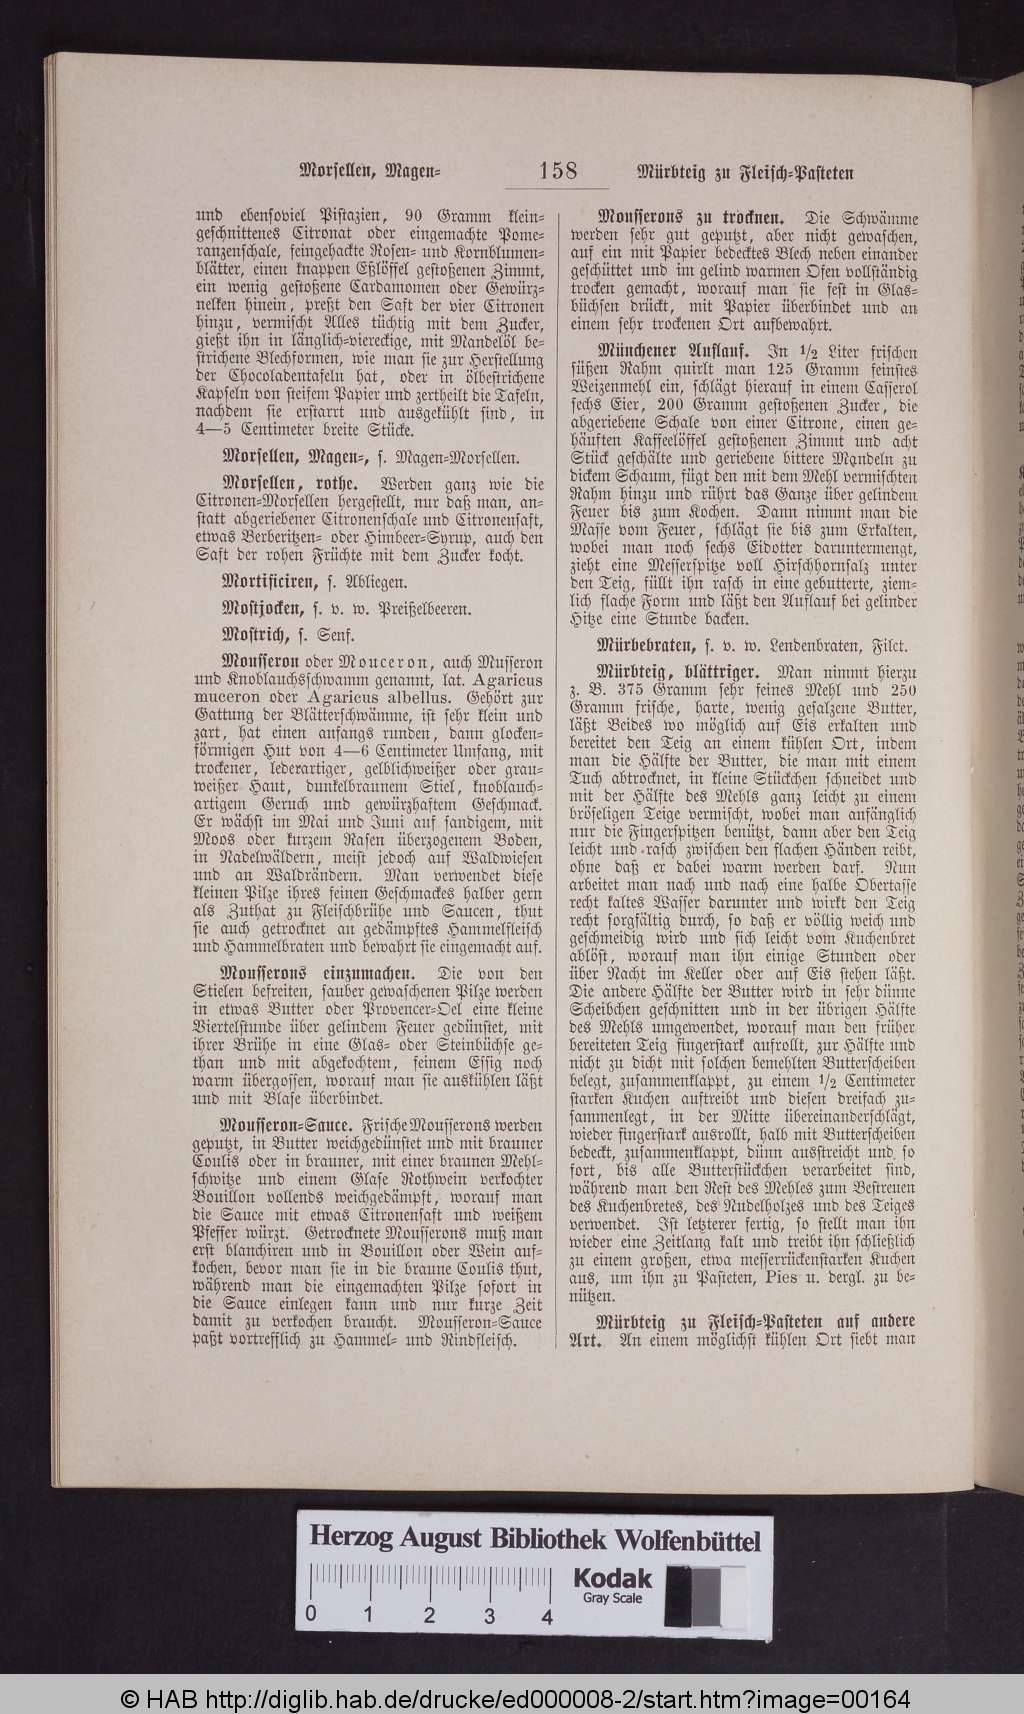 Morsellen, Magen-
158
Mürbteig zu Fleisch-Pasteten
und ebensoviel Pistazien, 90 Gramm klein-
geschnittenes Citronat oder eingemachte Pome-
ranzenschale, feingehackte Rosen- und Kornblumen-
blätter, einen knappen Eßlöffel gestoßenen Zimmt,
ein wenig gestoßene Cardamomen oder Gewürz-
nelken hinein, preßt den Saft der vier Citronen
hinzu, vermischt Alles tüchtig mit dem Zucker,
gießt ihn in länglich-viereckige, mit Mandelöl be-
strichene Blechformen, wie man sie zur Herstellung
der Chocoladentafeln hat, oder in ölbestrichene
Kapseln von steifem Papier und zertheilt die Tafeln,
nachdem sie erstarrt und ausgekühlt sind, in
4—5 Centimeter breite Stücke.
Morsellen, Magen-, s. Magen-Morsellen.
Morsellen, rothe. Werden ganz wie die
Citronen-Morsellen hergestellt, nur daß man, an-
statt abgeriebener Citronenschale und Citronensaft,
etwas Berberitzen- oder Himbeer-Syrup, auch den
Saft der rohen Früchte mit dem Zucker kocht.
Mortificiren, s. Abliegen.
Mostjocken, s. v. w. Preißelbeeren.
Mostrich, s. Senf.
Mousseron oder Mouceron, auch Musseron
und Knoblauchsschwamm genannt, lat. Agaricus
muceron oder Agaricus albellus. Gehört zur
Gattung der Blätterschwämme, ist sehr klein und
zart, hat einen anfangs runden, dann glocken-
förmigen Hut von 4—6 Centimeter Umfang, mit
trockener, lederartiger, gelblichweißer oder grau-
weißer Haut, dunkelbraunem Stiel, knoblauch-
artigem Geruch und gewürzhaftem Geschmack.
Er wächst im Mai und Juni auf sandigem, mit
Moos oder kurzem Rasen überzogenem Boden,
in Nadelwäldern, meist jedoch auf Waldwiesen
und an Waldrändern. Man verwendet diese
kleinen Pilze ihres feinen Geschmackes halber gern
als Zuthat zu Fleischbrühe und Saucen, thut
sie auch getrocknet an gedämpftes Hammelfleisch
und Hammelbraten und bewahrt sie eingemacht auf.
Mousserons einzumachen. Die von den
Stielen befreiten, sauber gewaschenen Pilze werden
in etwas Butter oder Provencer-Oel eine kleine
Viertelstunde über gelindem Feuer gedünstet, mit
ihrer Brühe in eine Glas- oder Steinbüchse ge-
than und mit abgekochtem, feinem Essig noch
warm übergossen, worauf man sie auskühlen läßt
und mit Blase überbindet.
Mousseron-Sauce. Frische Mousserons werden
geputzt, in Butter weichgedünstet und mit brauner
Coulis oder in brauner, mit einer braunen Mehl-
schwitze und einem Glase Rothwein verkochter
Bouillon vollends weichgedämpft, worauf man
die Sauce mit etwas Citronensaft und weißem
Pfeffer würzt. Getrocknete Mousserons muß man
erst blanchiren und in Bouillon oder Wein auf-
kochen, bevor man sie in die braune Coulis thut,
während man die eingemachten Pilze sofort in
die Sauce einlegen kann und nur kurze Zeit
damit zu verkochen braucht. Mousseron-Sauce
paßt vortrefflich zu Hammel- und Rindfleisch.
Mousserons zu trocknen. Die Schwämme
werden sehr gut geputzt, aber nicht gewaschen,
auf ein mit Papier bedecktes Blech neben einander
geschüttet und im gelind warmen Ofen vollständig
trocken gemacht, worauf man sie fest in Glas-
büchsen drückt, mit Papier überbindet und an
einem sehr trockenen Ort aufbewahrt.
Münchener Auflauf. In 1/2 Liter frischen
süßen Rahm quirlt man 125 Gramm feinstes
Weizenmehl ein, schlägt hierauf in einem Casserol
sechs Eier, 200 Gramm gestoßenen Zucker, die
abgeriebene Schale von einer Citrone, einen ge-
häuften Kaffeelöffel gestoßenen Zimmt und acht
Stück geschälte und geriebene bittere Mandeln zu
dickem Schaum, fügt den mit dem Mehl vermischten
Rahm hinzu und rührt das Ganze über gelindem
Feuer bis zum Kochen. Dann nimmt man die
Masse vom Feuer, schlägt sie bis zum Erkalten,
wobei man noch sechs Eidotter daruntermengt,
zieht eine Messerspitze voll Hirschhornsalz unter
den Teig, füllt ihn rasch in eine gebutterte, ziem-
lich flache Form und läßt den Auflauf bei gelinder
Hitze eine Stunde backen.
Mürbebraten, s. v. w. Lendenbraten, Filet.
Mürbteig, blättriger. Man nimmt hierzu
z. B. 375 Gramm sehr feines Mehl und 250
Gramm frische, harte, wenig gesalzene Butter,
läßt Beides wo möglich auf Eis erkalten und
bereitet den Teig an einem kühlen Ort, indem
man die Hälfte der Butter, die man mit einem
Tuch abtrocknet, in kleine Stückchen schneidet und
mit der Hälfte des Mehls ganz leicht zu einem
bröseligen Teige vermischt, wobei man anfänglich
nur die Fingerspitzen benützt, dann aber den Teig
leicht und rasch zwischen den flachen Händen reibt,
ohne daß er dabei warm werden darf. Nun
arbeitet man nach und nach eine halbe Obertasse
recht kaltes Wasser darunter und wirkt den Teig
recht sorgfältig durch, so daß er völlig weich und
geschmeidig wird und sich leicht vom Kuchenbret
ablöst, worauf man ihn einige Stunden oder
über Nacht im Keller oder auf Eis stehen läßt.
Die andere Hälfte der Butter wird in sehr dünne
Scheibchen geschnitten und in der übrigen Hälfte
des Mehls umgewendet, worauf man den früher
bereiteten Teig fingerstark aufrollt, zur Hälfte und
nicht zu dicht mit solchen bemehlten Butterscheiben
belegt, zusammenklappt, zu einem 1/2 Centimeter
starken Kuchen auftreibt und diesen dreifach zu-
sammenlegt, in der Mitte übereinanderschlägt,
wieder fingerstark ausrollt, halb mit Butterscheiben
bedeckt, zusammenklappt, dünn ausstreicht und so
fort, bis alle Butterstückchen verarbeitet sind,
während man den Rest des Mehles zum Bestreuen
des Kuchenbretes, des Nudelholzes und des Teiges
verwendet. Ist letzterer fertig, so stellt man ihn
wieder eine Zeitlang kalt und treibt ihn schließlich
zu einem großen, etwa messerrückenstarken Kuchen
aus, um ihn zu Pasteten, Pies u. dergl. zu be-
nützen.
Mürbteig zu Fleisch-Pasteten auf andere
Art. An einem möglichst kühlen Ort siebt man
Herzog August Bibliothek Wolfenbüttel
Kodak
Gray Scale
0 1 2 3 4
© HAB http://diglib.hab.de/drucke/ed000008-2/start.htm?image=00164